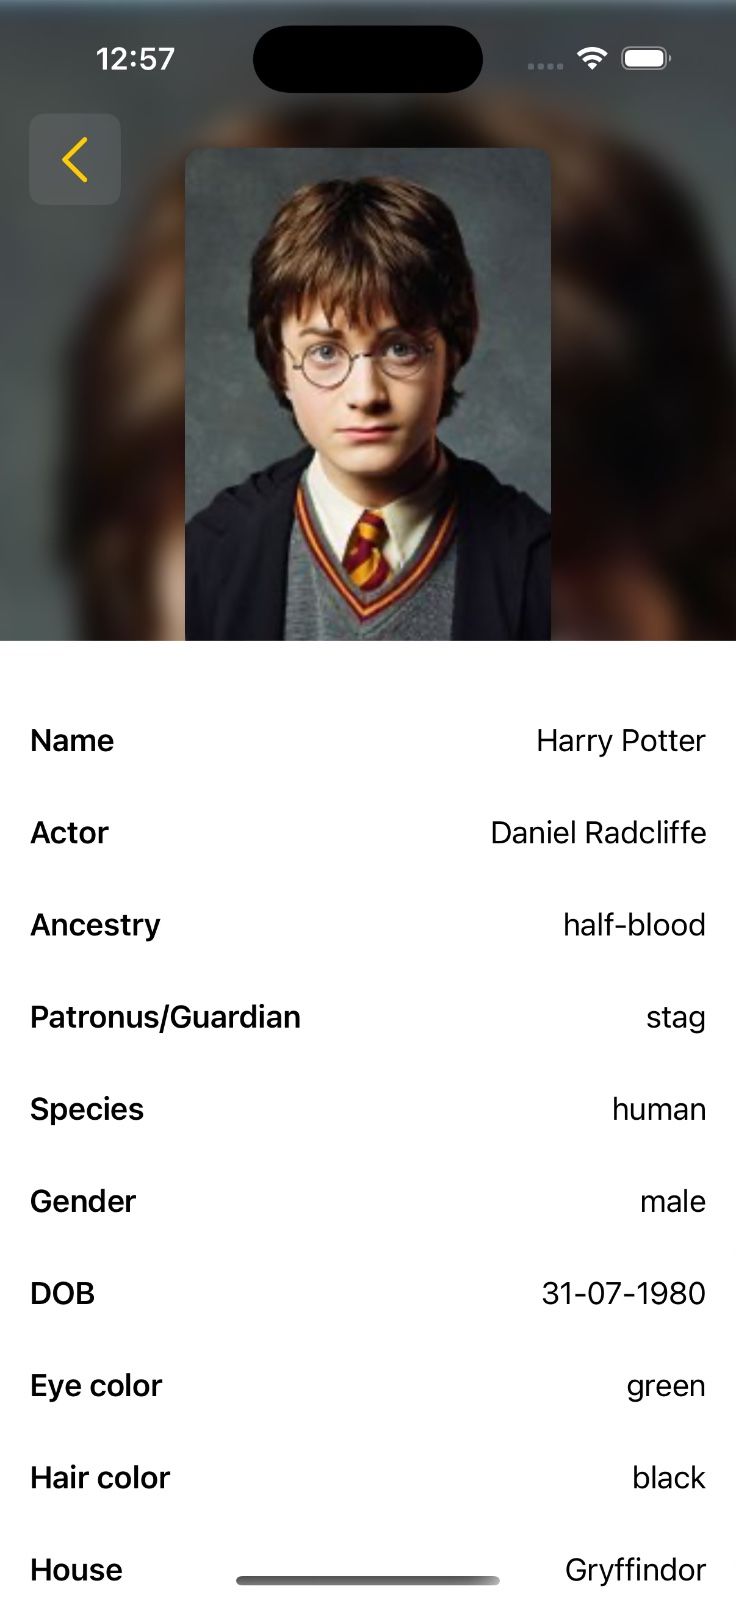 12:57
Name Harry Potter
Actor Daniel Radcliffe
Ancestry half-blood
Patronus/Guardian stag
Species human
Gender male
DOB 31-07-1980
Eye color green
Hair color black
House Gryffindor